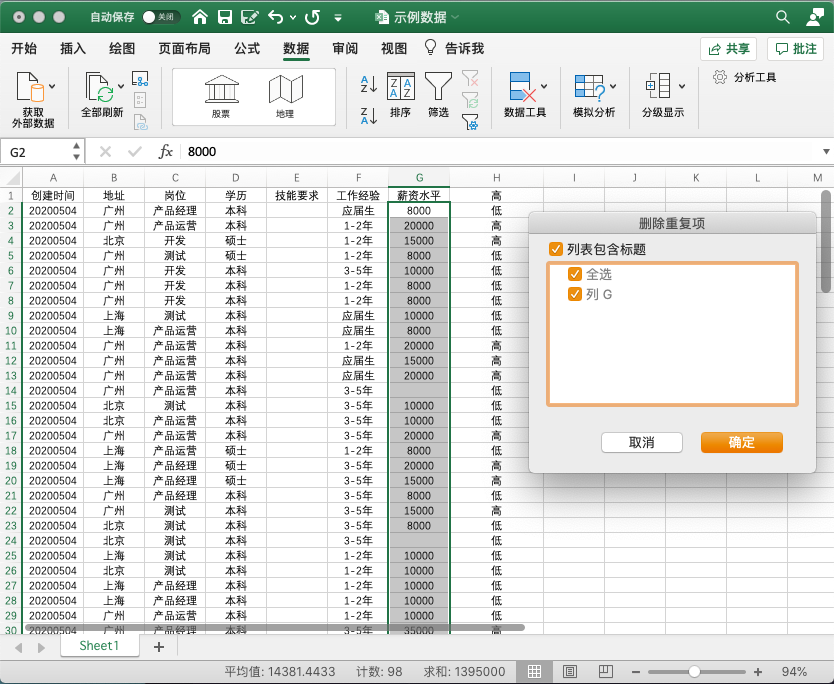 自动保存 关闭 示例数据
开始 插入 绘图 页面布局 公式 数据 审阅 视图 告诉我 共享 批注
获取
外部数据 全部刷新 股票 地理 排序 筛选 数据工具 模拟分析 分级显示 分析工具
G2 fx 8000
A B C D E F G H I J K L M
1 创建时间 地址 岗位 学历 技能要求 工作经验 薪资水平 高
2 20200504 广州 产品经理 本科 应届生 8000 低
3 20200504 广州 产品运营 本科 1-2年 20000 高
4 20200504 北京 开发 硕士 1-2年 15000 高
5 20200504 广州 测试 硕士 1-2年 8000 低
6 20200504 广州 开发 本科 3-5年 10000 低
7 20200504 广州 开发 本科 1-2年 8000 低
8 20200504 广州 开发 本科 1-2年 8000 低
9 20200504 上海 测试 本科 应届生 10000 低
10 20200504 上海 产品运营 本科 应届生 8000 低
11 20200504 广州 产品运营 本科 1-2年 20000 高
12 20200504 广州 产品运营 本科 应届生 15000 高
13 20200504 广州 产品运营 本科 应届生 20000 高
14 20200504 广州 产品运营 本科 3-5年 低
15 20200504 北京 测试 本科 3-5年 10000 低
16 20200504 北京 产品运营 本科 3-5年 10000 低
17 20200504 广州 产品运营 本科 3-5年 20000 高
18 20200504 上海 产品运营 硕士 1-2年 8000 低
19 20200504 上海 产品经理 硕士 3-5年 20000 高
20 20200504 上海 产品经理 硕士 3-5年 15000 高
21 20200504 广州 产品经理 本科 3-5年 8000 低
22 20200504 广州 测试 本科 3-5年 15000 高
23 20200504 北京 测试 本科 3-5年 8000 低
24 20200504 北京 测试 本科 3-5年 低
25 20200504 上海 测试 本科 1-2年 10000 低
26 20200504 北京 测试 本科 1-2年 10000 低
27 20200504 上海 产品经理 本科 1-2年 10000 低
28 20200504 上海 产品经理 本科 1-2年 10000 低
29 20200504 广州 产品运营 本科 1-2年 10000 低
30 20200504 广州 产品经理 本科 3-5年 35000 高
删除重复项
列表包含标题
全选
列 G
取消 确定
Sheet1 +
平均值: 14381.4433 计数: 98 求和: 1395000 94%